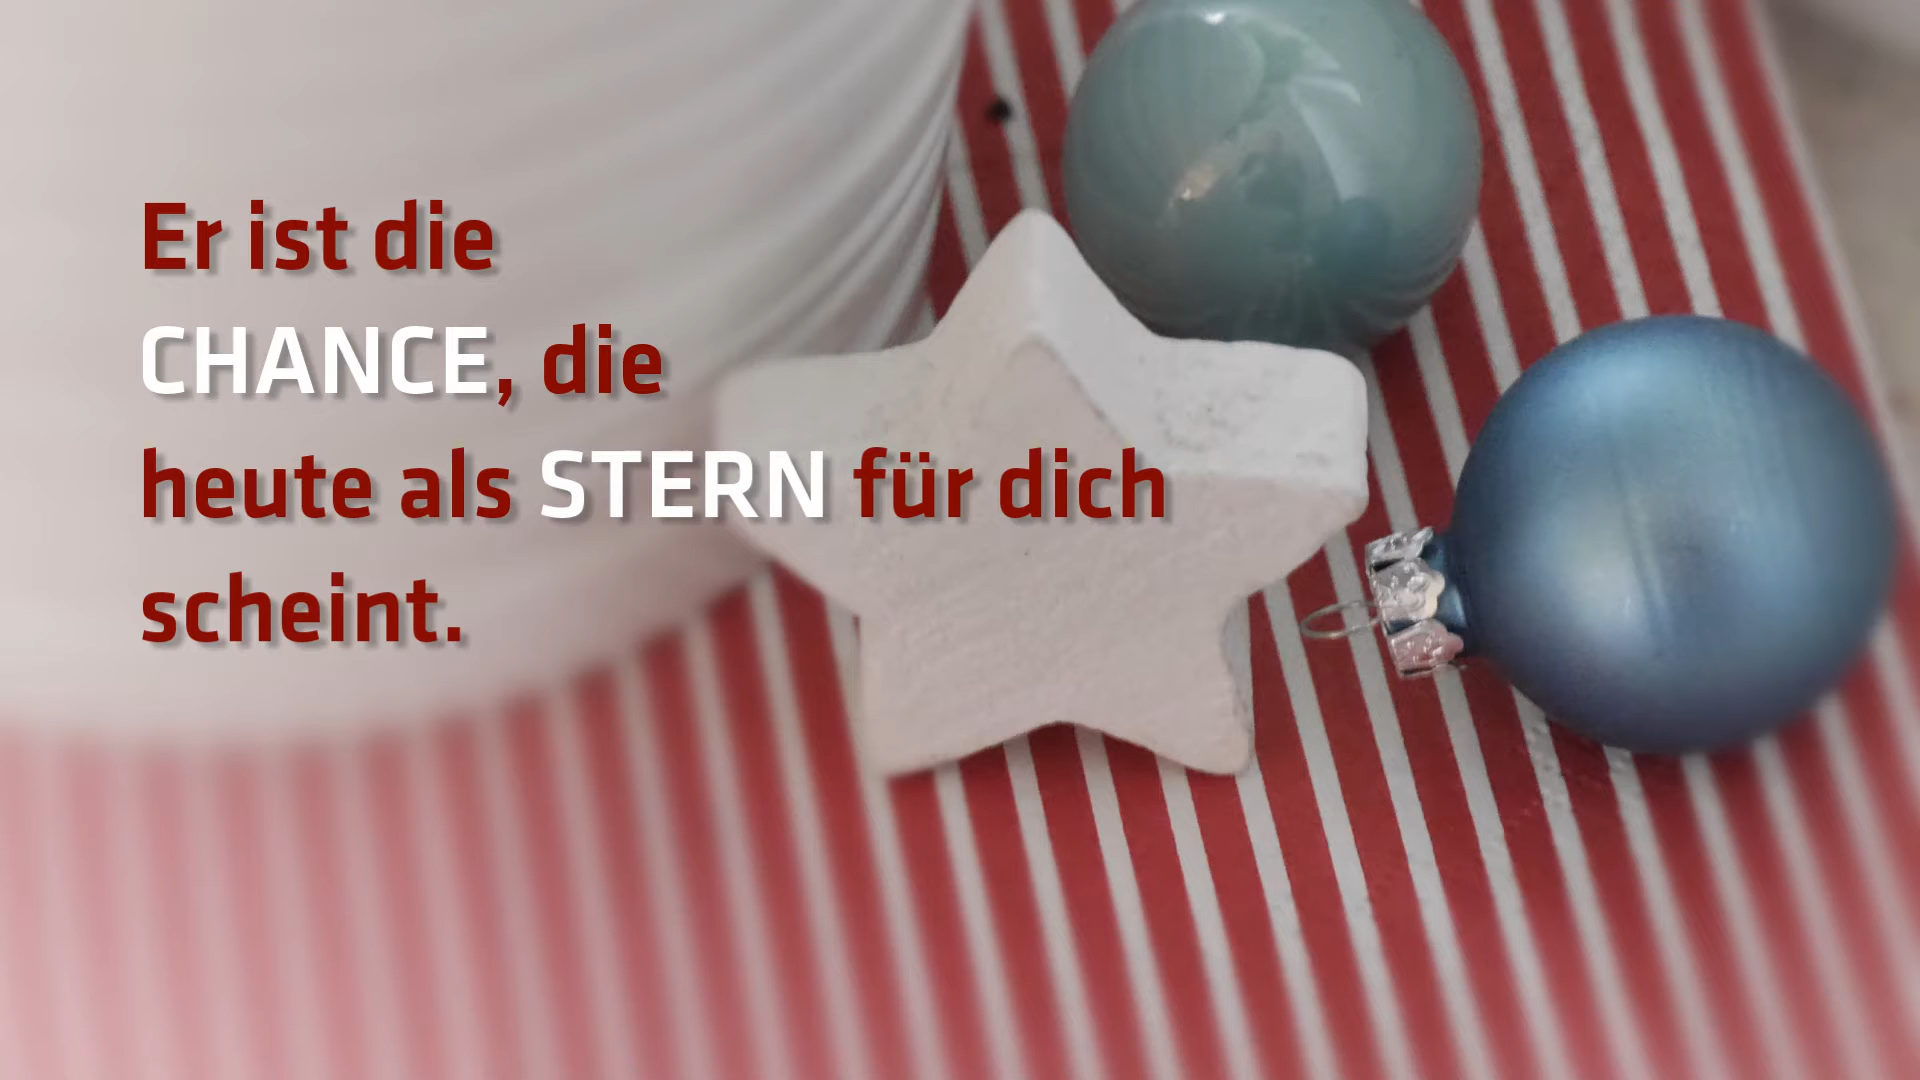 Er ist die
CHANCE, die
heute als STERN für dich
scheint.